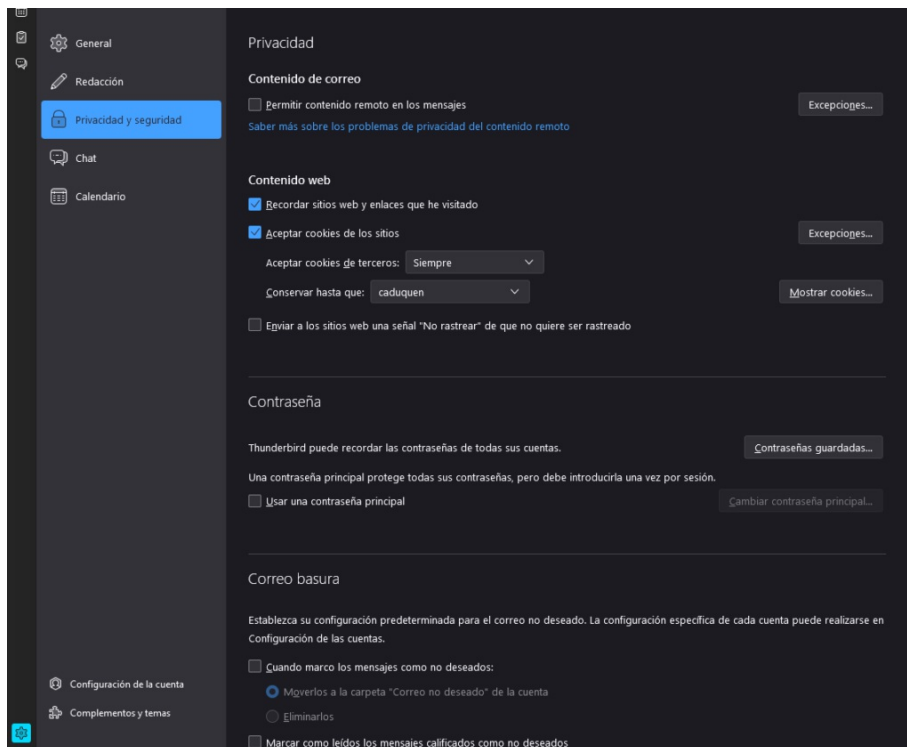 General
Redacción
Privacidad y seguridad
Chat
Calendario
Configuración de la cuenta
Complementos y temas
Privacidad
Contenido de correo
Permitir contenido remoto en los mensajes
Excepciones...
Saber más sobre los problemas de privacidad del contenido remoto
Contenido web
Recordar sitios web y enlaces que he visitado
Aceptar cookies de los sitios
Excepciones...
Aceptar cookies de terceros: Siempre
Conservar hasta que: caduquen
Mostrar cookies...
Enviar a los sitios web una señal "No rastrear" de que no quiere ser rastreado
Contraseña
Thunderbird puede recordar las contraseñas de todas sus cuentas.
Contraseñas guardadas...
Una contraseña principal protege todas sus contraseñas, pero debe introducirla una vez por sesión.
Usar una contraseña principal
Cambiar contraseña principal...
Correo basura
Establezca su configuración predeterminada para el correo no deseado. La configuración específica de cada cuenta puede realizarse en
Configuración de las cuentas.
Cuando marco los mensajes como no deseados:
Moverlos a la carpeta "Correo no deseado" de la cuenta
Eliminarlos
Marcar como leídos los mensajes calificados como no deseados